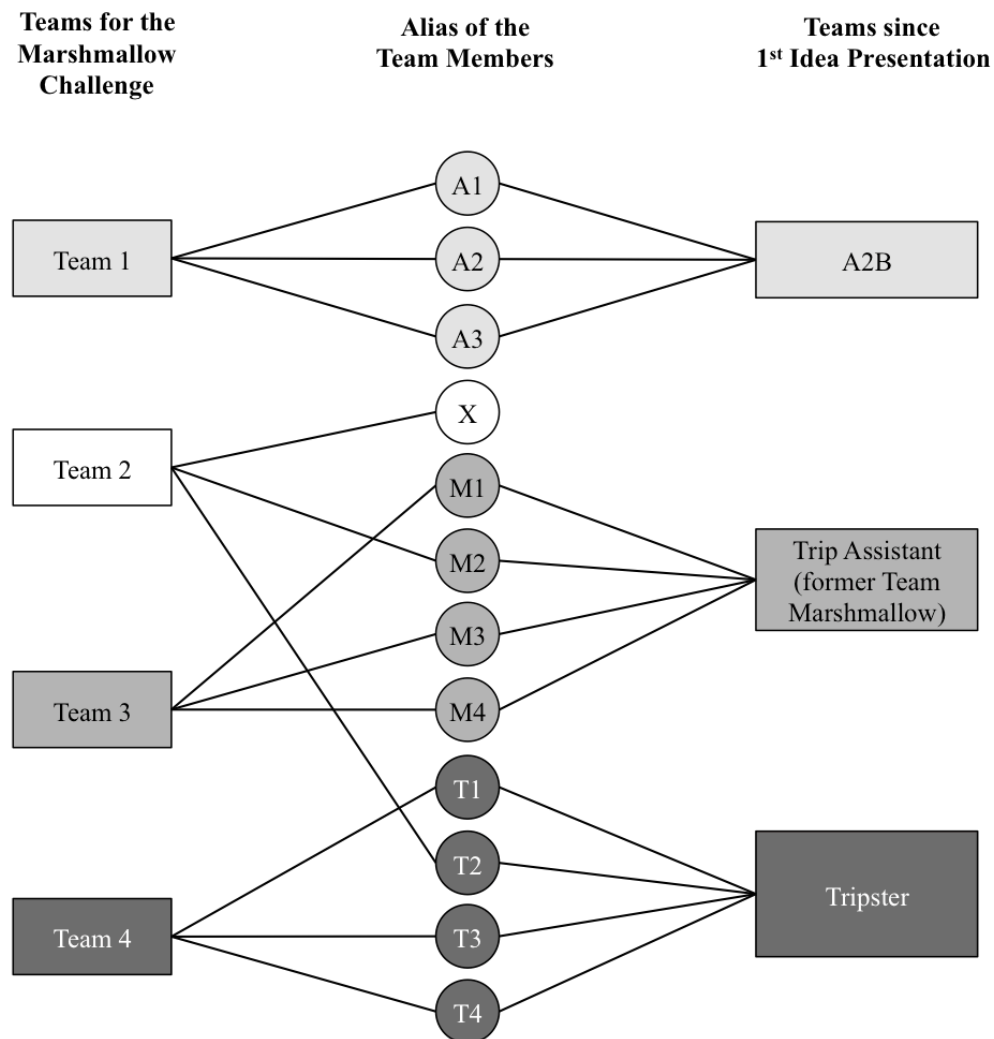 Teams for the
Marshmallow
Challenge
Alias of the
Team Members
Teams since
1st Idea Presentation
A1
Team 1
A2
A2B
A3
X
Team 2
M1
M2
Trip Assistant
(former Team
Marshmallow)
M3
Team 3
M4
T1
T2
Tripster
Team 4
T3
T4